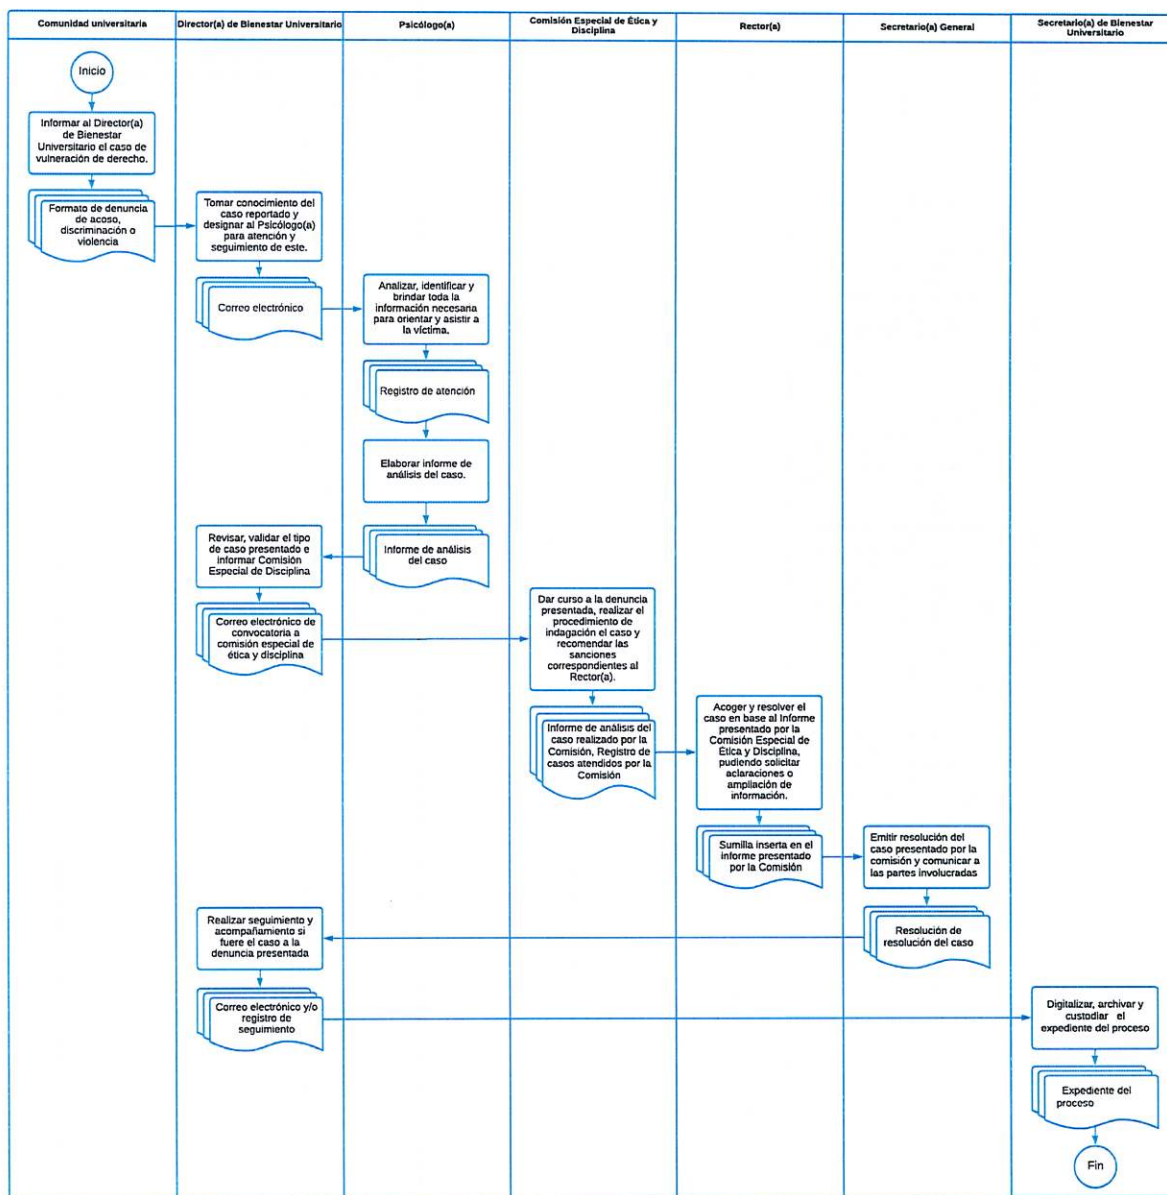 Comunidad universitaria
Director(a) de Bienestar Universitario
Psicólogo(a)
Comisión Especial de Ética y
Disciplina
Rector(a)
Secretario(a) General
Secretario(a) de Bienestar
Universitario
Inicio
Informar al Director(a)
de Bienestar
Universitario el caso de
vulneración de derecho.
Formato de denuncia
de acoso,
discriminación o
violencia
Tomar conocimiento del
caso reportado y
designar al Psicólogo(a)
para atención y
seguimiento de este.
Correo electrónico
Analizar, identificar y
brindar toda la
información necesaria
para orientar y asistir a
la víctima.
Registro de atención
Elaborar informe de
análisis del caso.
Informe de análisis
del caso
Revisar, validar el tipo
de caso presentado e
informar Comisión
Especial de Disciplina
Correo electrónico de
convocatoria a
comisión especial de
ética y disciplina
Dar curso a la denuncia
presentada, realizar el
procedimiento de
indagación el caso y
recomendar las
sanciones
correspondientes al
Rector(a).
Informe de análisis del
caso realizado por la
Comisión, Registro de
casos atendidos por la
Comisión
Acoger y resolver el
caso en base al Informe
presentado por la
Comisión Especial de
Ética y Disciplina,
pudiendo solicitar
aclaraciones o
ampliación de
información.
Sumilla inserta en el
informe presentado
por la Comisión
Emitir resolución del
caso presentado por la
comisión y comunicar a
las partes involucradas
Resolución de
resolución del caso
Realizar seguimiento y
acompañamiento si
fuere el caso a la
denuncia presentada
Correo electrónico y/o
registro de
seguimiento
Digitalizar, archivar y
custodiar el
expediente del proceso
Expediente del
proceso
Fin